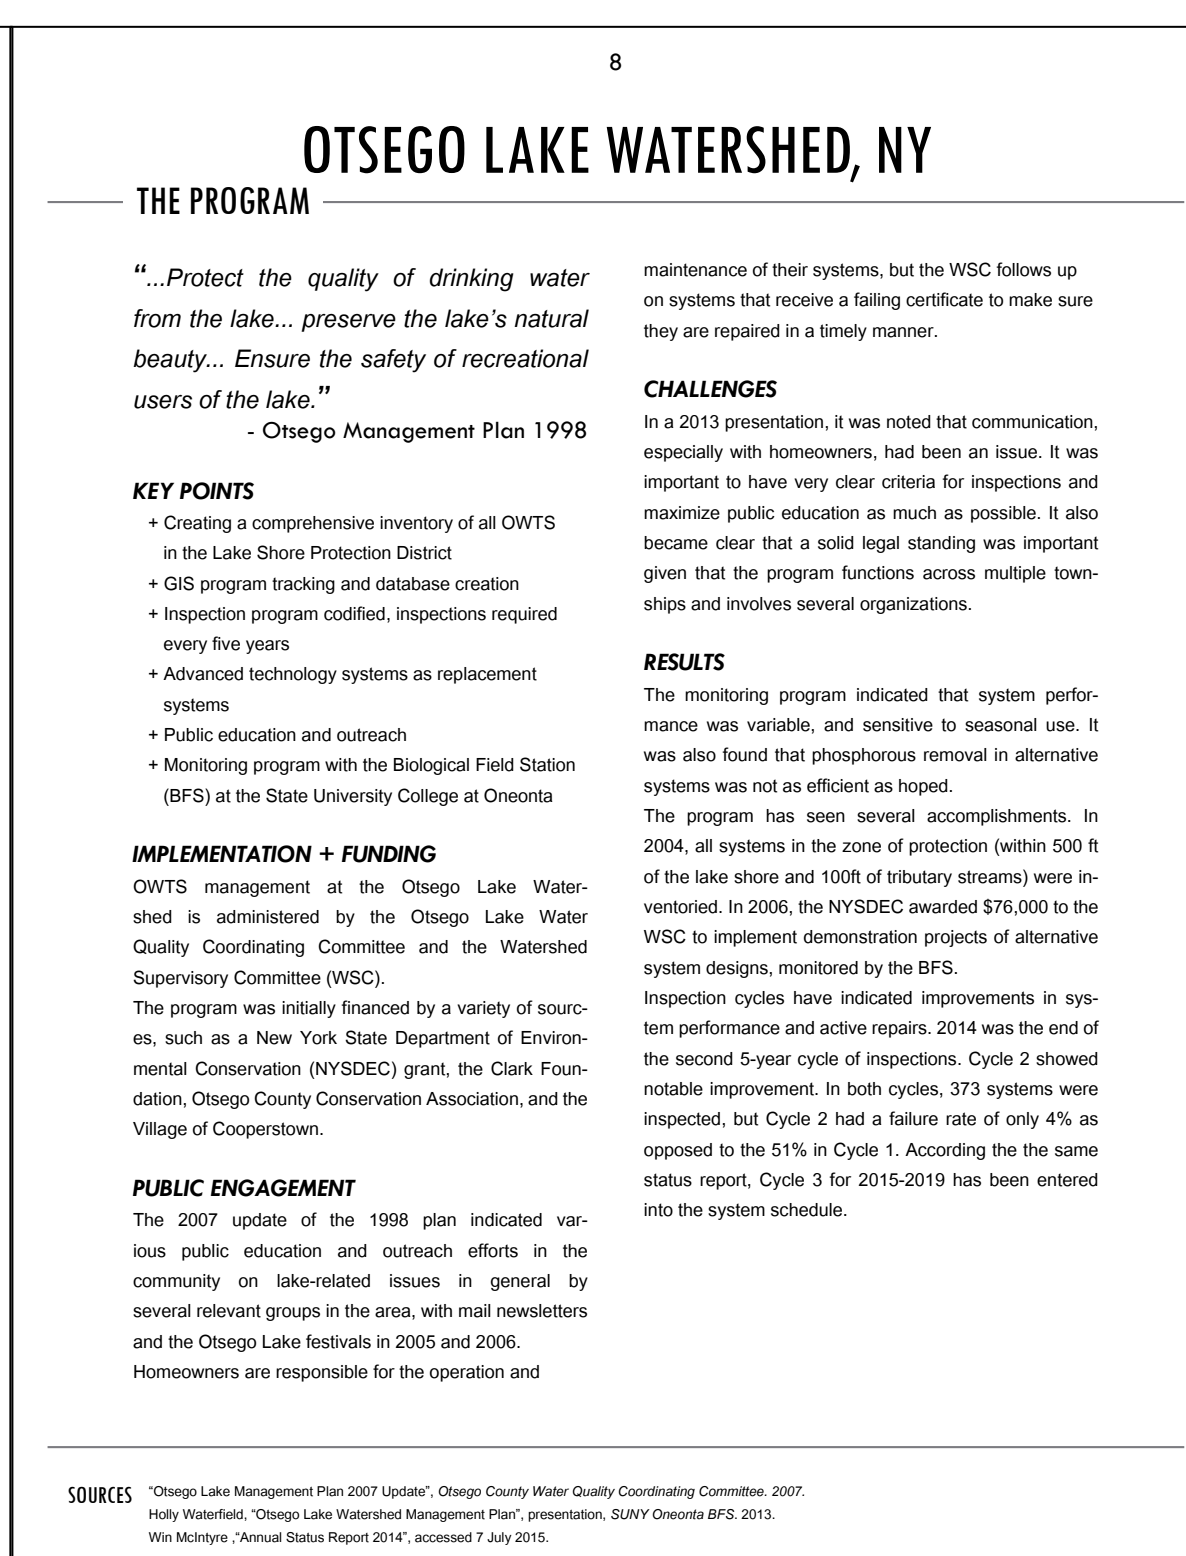 8
OTSEGO LAKE WATERSHED, NY
THE PROGRAM
“...Protect the quality of drinking water
from the lake... preserve the lake’s natural
beauty... Ensure the safety of recreational
users of the lake.”
- Otsego Management Plan 1998
KEY POINTS
+ Creating a comprehensive inventory of all OWTS
in the Lake Shore Protection District
+ GIS program tracking and database creation
+ Inspection program codified, inspections required
every five years
+ Advanced technology systems as replacement
systems
+ Public education and outreach
+ Monitoring program with the Biological Field Station
(BFS) at the State University College at Oneonta
IMPLEMENTATION + FUNDING
OWTS management at the Otsego Lake Water-
shed is administered by the Otsego Lake Water
Quality Coordinating Committee and the Watershed
Supervisory Committee (WSC).
The program was initially financed by a variety of sourc-
es, such as a New York State Department of Environ-
mental Conservation (NYSDEC) grant, the Clark Foun-
dation, Otsego County Conservation Association, and the
Village of Cooperstown.
PUBLIC ENGAGEMENT
The 2007 update of the 1998 plan indicated var-
ious public education and outreach efforts in the
community on lake-related issues in general by
several relevant groups in the area, with mail newsletters
and the Otsego Lake festivals in 2005 and 2006.
Homeowners are responsible for the operation and
maintenance of their systems, but the WSC follows up
on systems that receive a failing certificate to make sure
they are repaired in a timely manner.
CHALLENGES
In a 2013 presentation, it was noted that communication,
especially with homeowners, had been an issue. It was
important to have very clear criteria for inspections and
maximize public education as much as possible. It also
became clear that a solid legal standing was important
given that the program functions across multiple town-
ships and involves several organizations.
RESULTS
The monitoring program indicated that system perfor-
mance was variable, and sensitive to seasonal use. It
was also found that phosphorous removal in alternative
systems was not as efficient as hoped.
The program has seen several accomplishments. In
2004, all systems in the zone of protection (within 500 ft
of the lake shore and 100ft of tributary streams) were in-
ventoried. In 2006, the NYSDEC awarded $76,000 to the
WSC to implement demonstration projects of alternative
system designs, monitored by the BFS.
Inspection cycles have indicated improvements in sys-
tem performance and active repairs. 2014 was the end of
the second 5-year cycle of inspections. Cycle 2 showed
notable improvement. In both cycles, 373 systems were
inspected, but Cycle 2 had a failure rate of only 4% as
opposed to the 51% in Cycle 1. According the the same
status report, Cycle 3 for 2015-2019 has been entered
into the system schedule.
SOURCES “Otsego Lake Management Plan 2007 Update”, Otsego County Water Quality Coordinating Committee. 2007.
Holly Waterfield, “Otsego Lake Watershed Management Plan”, presentation, SUNY Oneonta BFS. 2013.
Win McIntyre ,“Annual Status Report 2014”, accessed 7 July 2015.